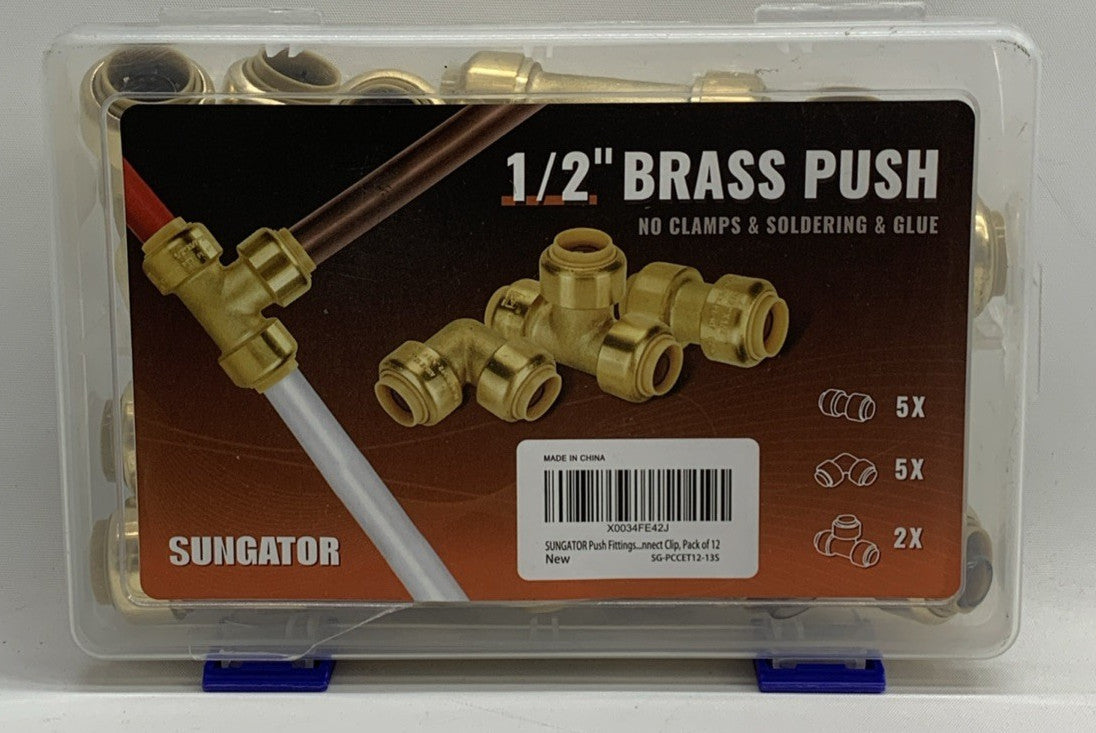 1/2" BRASS PUSH
NO CLAMPS & SOLDERING & GLUE
5X
5X
2X
MADE IN CHINA
X0034FE42J
SUNGATOR Push Fittings...nnect Clip, Pack of 12
New SG-PCCET12-13S
SUNGATOR